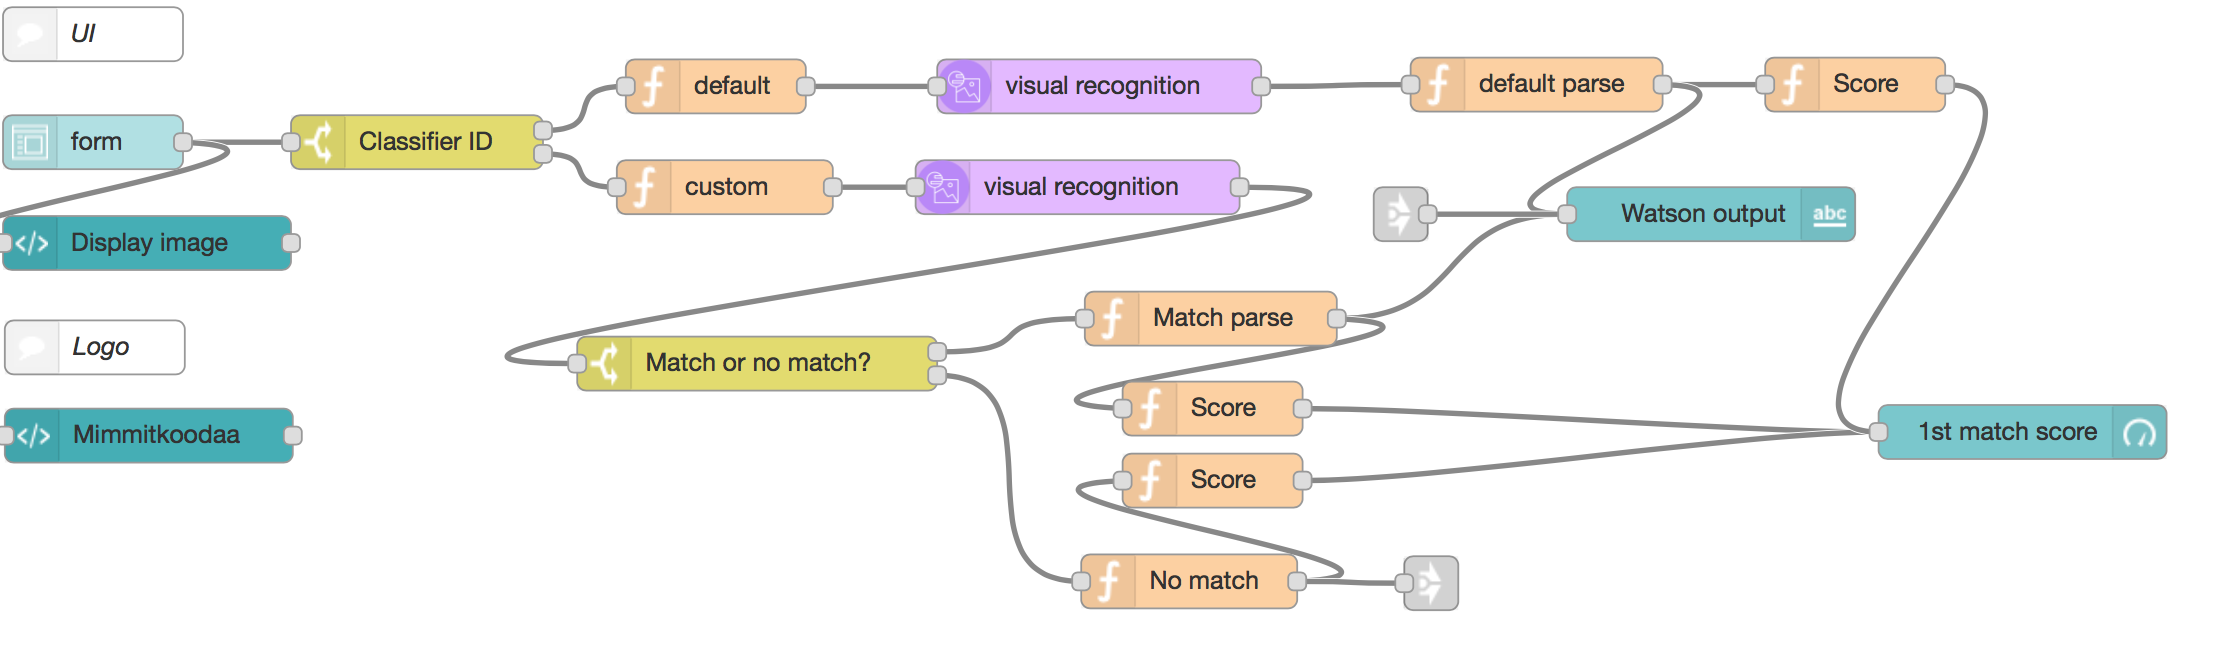 UI
form
Classifier ID
default
visual recognition
default parse
Score
custom
visual recognition
Watson output
abc
Display image
Logo
Mimmitkoodaa
Match or no match?
Match parse
Score
Score
1st match score
No match